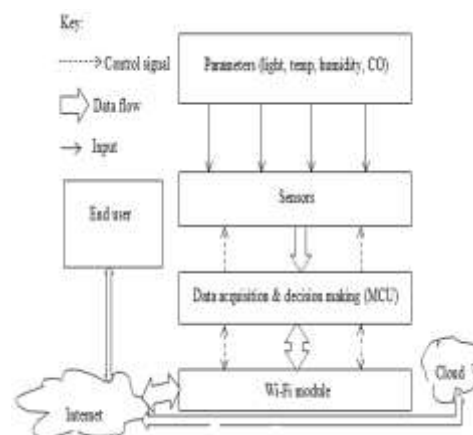 Key:
Control signal
Data flow
Input
Parameters (light, temp, humidity, CO)
Sensors
End user
Data acquisition & decision making (MCU)
Cloud
Wi-Fi module
Internet